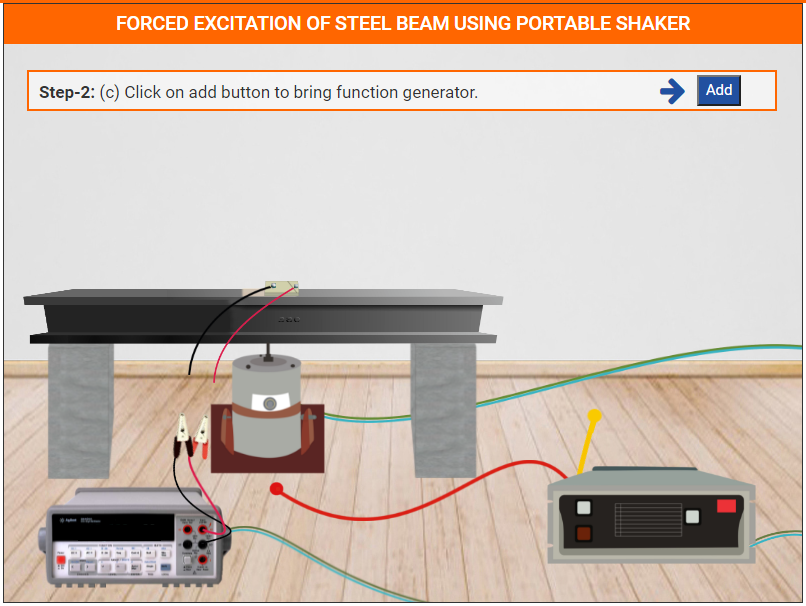 FORCED EXCITATION OF STEEL BEAM USING PORTABLE SHAKER
Step-2: (c) Click on add button to bring function generator.
Add
Agilent